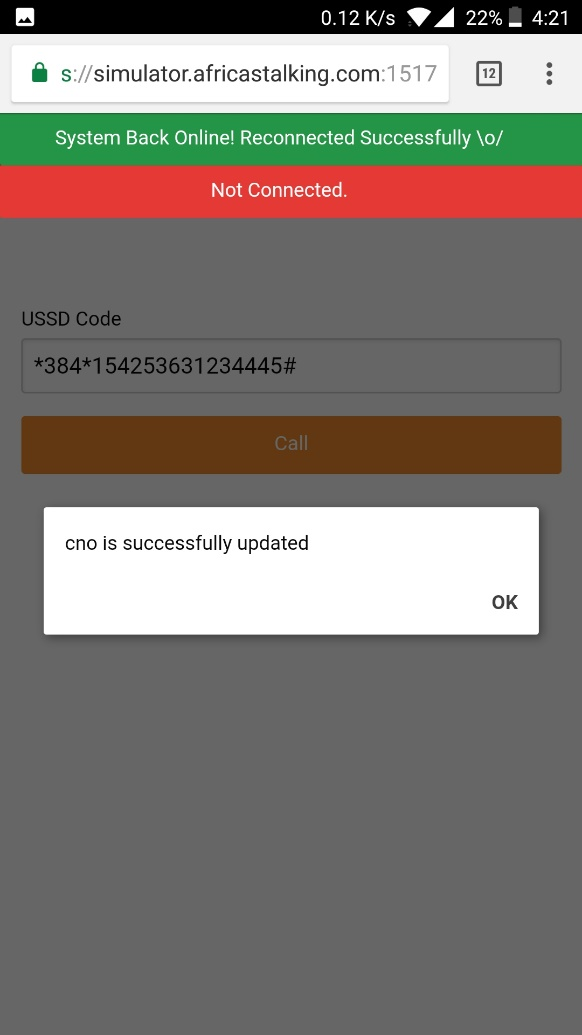 0.12 K/s 22% 4:21
s://simulator.africastalking.com:1517 12
System Back Online! Reconnected Successfully \o/
Not Connected.
USSD Code
*384*154253631234445#
Call
cno is successfully updated
OK